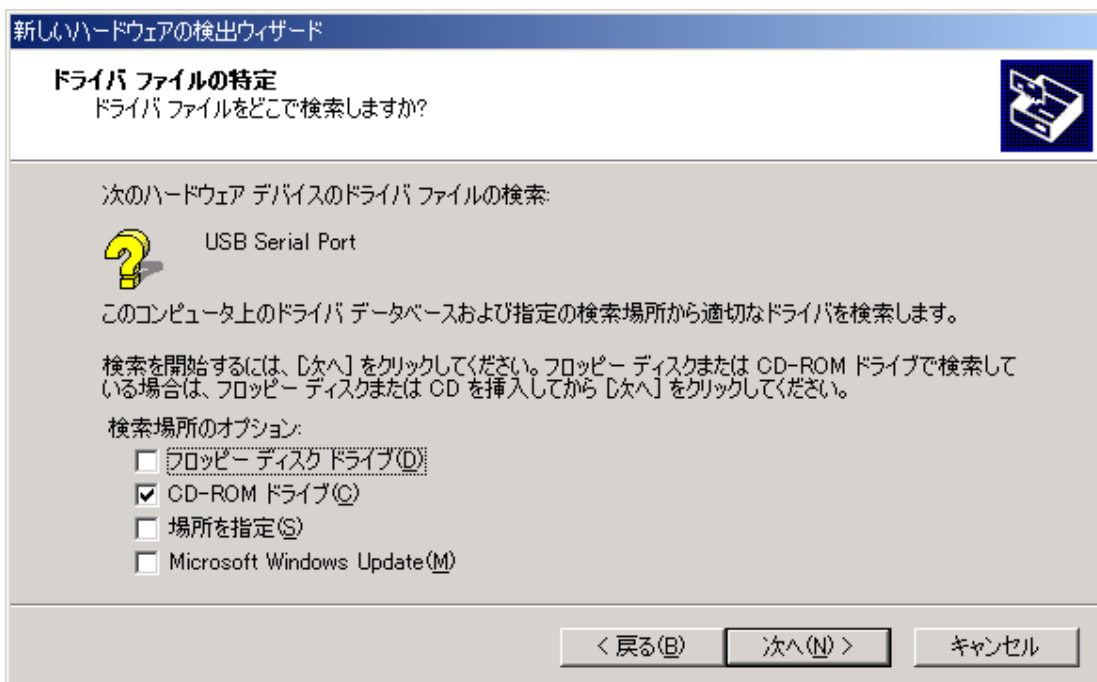 新しいハードウェアの検出ウィザード
ドライバ ファイルの特定
ドライバ ファイルをどこで検索しますか?
次のハードウェア デバイスのドライバ ファイルの検索:
USB Serial Port
このコンピュータ上のドライバ データベースおよび指定の検索場所から適切なドライバを検索します。
検索を開始するには、[次へ] をクリックしてください。フロッピー ディスクまたは CD-ROM ドライブで検索して
いる場合は、フロッピー ディスクまたは CD を挿入してから [次へ] をクリックしてください。
検索場所のオプション:
フロッピー ディスク ドライブ(D)
CD-ROM ドライブ(C)
場所を指定(S)
Microsoft Windows Update(M)
< 戻る(B)
次へ(N) >
キャンセル